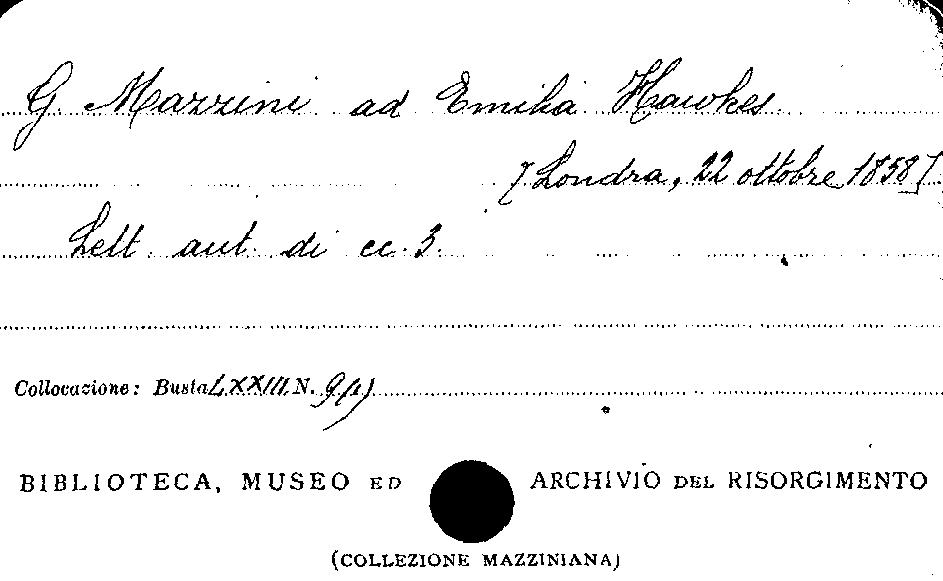 G. Mazzini ad Emilia Hawkes.
[Londra, 22 ottobre 1858]
Lett. aut. di cc. 3.
Collocazione: Busta LXXIII N. 9(1)
BIBLIOTECA, MUSEO ED ARCHIVIO DEL RISORGIMENTO
(COLLEZIONE MAZZINIANA)